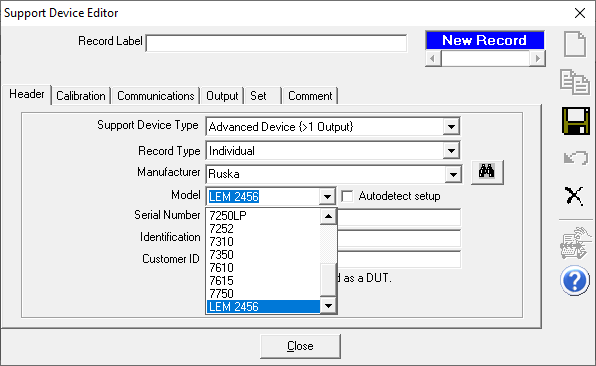 Support Device Editor
Record Label
New Record
Header Calibration Communications Output Set Comment
Support Device Type Advanced Device {>1 Output}
Record Type Individual
Manufacturer Ruska
Model LEM 2456 Autodetect setup
Serial Number
Identification
Customer ID
7250LP
7252
7310
7350
7610
7615
7750
LEM 2456
d as a DUT.
Close